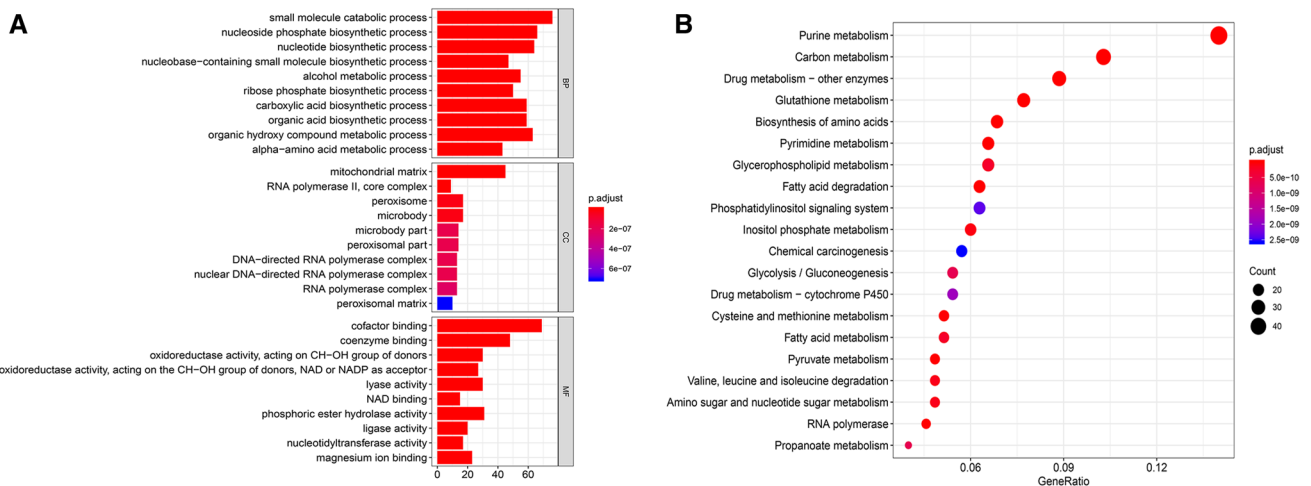 A
small molecule catabolic process
nucleoside phosphate biosynthetic process
nucleotide biosynthetic process
nucleobase−containing small molecule biosynthetic process
alcohol metabolic process
ribose phosphate biosynthetic process
carboxylic acid biosynthetic process
organic acid biosynthetic process
organic hydroxy compound metabolic process
alpha−amino acid metabolic process
BP
mitochondrial matrix
RNA polymerase II, core complex
peroxisome
microbody
microbody part
peroxisomal part
DNA−directed RNA polymerase complex
nuclear DNA−directed RNA polymerase complex
RNA polymerase complex
peroxisomal matrix
CC
cofactor binding
coenzyme binding
oxidoreductase activity, acting on CH−OH group of donors
oxidoreductase activity, acting on the CH−OH group of donors, NAD or NADP as acceptor
lyase activity
NAD binding
phosphoric ester hydrolase activity
ligase activity
nucleotidyltransferase activity
magnesium ion binding
MF
0 20 40 60
p.adjust
2e−07
4e−07
6e−07
B
Purine metabolism
Carbon metabolism
Drug metabolism − other enzymes
Glutathione metabolism
Biosynthesis of amino acids
Pyrimidine metabolism
Glycerophospholipid metabolism
Fatty acid degradation
Phosphatidylinositol signaling system
Inositol phosphate metabolism
Chemical carcinogenesis
Glycolysis / Gluconeogenesis
Drug metabolism − cytochrome P450
Cysteine and methionine metabolism
Fatty acid metabolism
Pyruvate metabolism
Valine, leucine and isoleucine degradation
Amino sugar and nucleotide sugar metabolism
RNA polymerase
Propanoate metabolism
0.06 0.09 0.12
GeneRatio
p.adjust
5.0e−10
1.0e−09
1.5e−09
2.0e−09
2.5e−09
Count
20
30
40